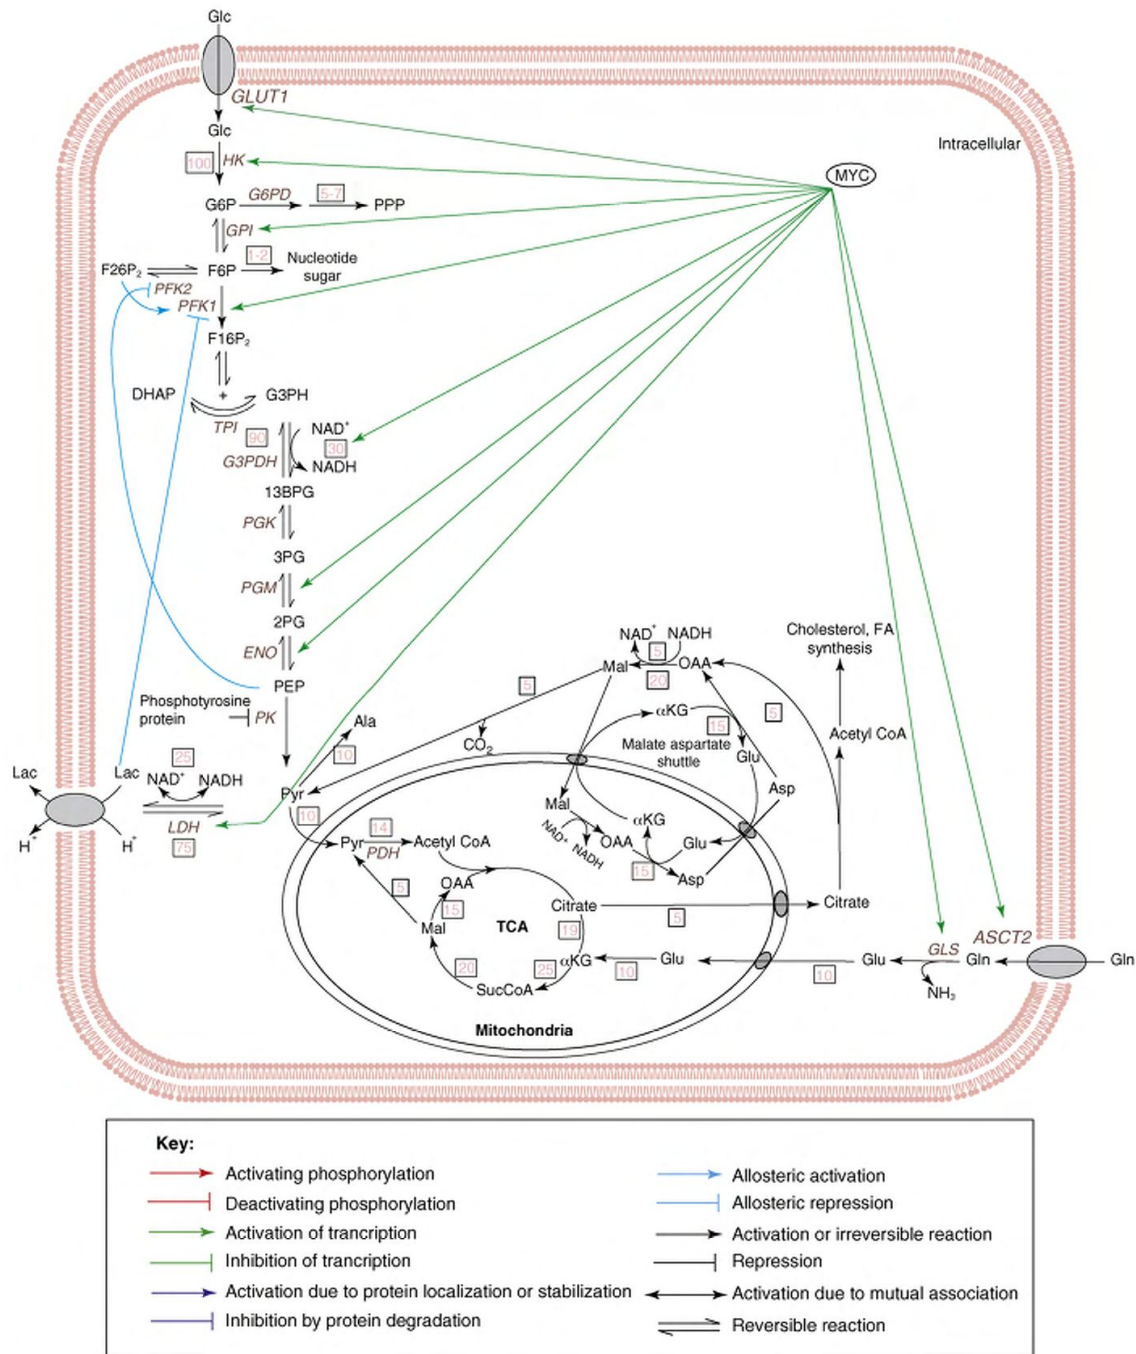 Glc
GLUT1
Glc
Intracellular
100 HK
MYC
G6P G6PD 5-7 PPP
GPI
1-2
F26P₂ F6P Nucleotide
sugar
PFK2
PFK1
F16P₂
DHAP + G3PH
TPI
90 NAD⁺
30
G3PDH NADH
13BPG
PGK
3PG
PGM
2PG
ENO
PEP
Phosphotyrosine
protein
PK
Ala
10
Pyr
25
Lac Lac
NAD⁺ NADH
LDH
75
H⁺ H⁺
NAD⁺ NADH
5
Mal OAA
20
5
CO₂
αKG
15
5
Malate aspartate
shuttle
Glu
Asp
Cholesterol, FA
synthesis
Acetyl CoA
10
Pyr 14 Acetyl CoA
PDH
Mal
NAD⁺ NADH
OAA
αKG
Glu
15
Asp
5
OAA
15
Mal
TCA
Citrate
5
Citrate
19
20
25
αKG
10
Glu
SucCoA
Mitochondria
10
Glu
GLS
Gln
NH₃
ASCT2
Gln
Key:
Activating phosphorylation
Deactivating phosphorylation
Activation of trancription
Inhibition of trancription
Activation due to protein localization or stabilization
Inhibition by protein degradation
Allosteric activation
Allosteric repression
Activation or irreversible reaction
Repression
Activation due to mutual association
Reversible reaction